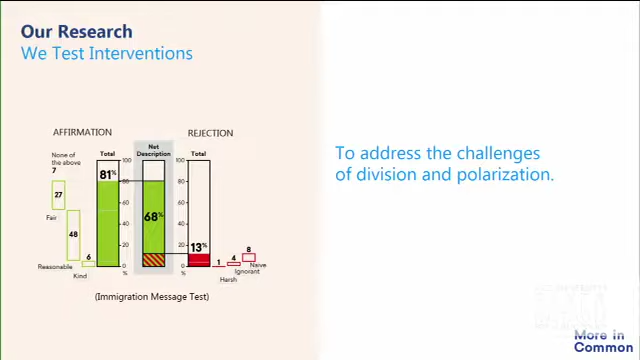 Our Research
We Test Interventions
AFFIRMATION
REJECTION
None of
the above
7
Total
Net
Description
Total
81%
68%
13%
100
80
60
40
20
0
%
100
80
60
40
20
0
%
27
Fair
48
Reasonable
6
Kind
1
Harsh
4
Ignorant
8
Naive
(Immigration Message Test)
To address the challenges
of division and polarization.
More in
Common